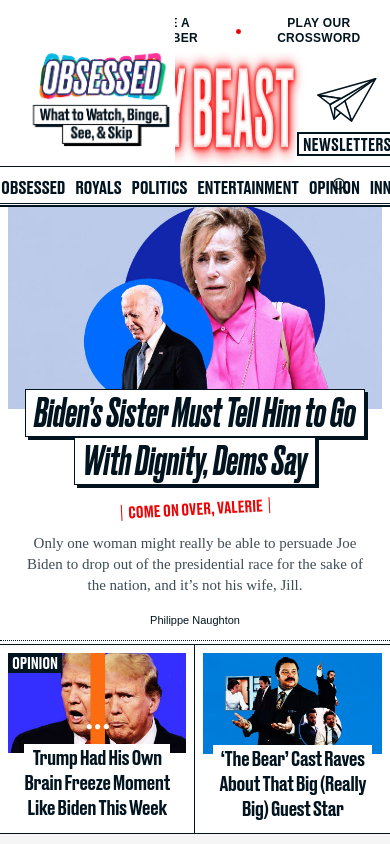 E A
BER
PLAY OUR
CROSSWORD
OBSESSED
What to Watch, Binge,
See, & Skip
Y BEAST
NEWSLETTERS
OBSESSED ROYALS POLITICS ENTERTAINMENT OPINION INN
Biden’s Sister Must Tell Him to Go
With Dignity, Dems Say
COME ON OVER, VALERIE
Only one woman might really be able to persuade Joe
Biden to drop out of the presidential race for the sake of
the nation, and it’s not his wife, Jill.
Philippe Naughton
OPINION
Trump Had His Own
Brain Freeze Moment
Like Biden This Week
‘The Bear’ Cast Raves
About That Big (Really
Big) Guest Star